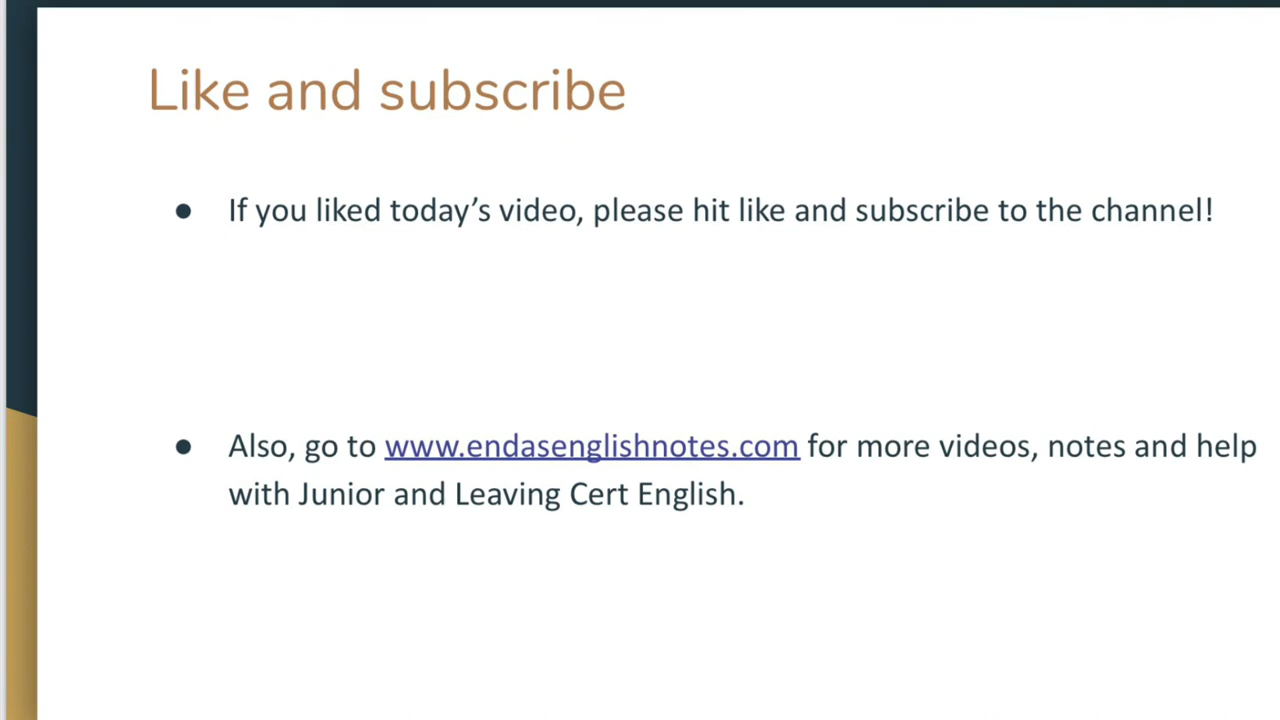 Like and subscribe
● If you liked today’s video, please hit like and subscribe to the channel!
● Also, go to www.endasenglishnotes.com for more videos, notes and help
with Junior and Leaving Cert English.